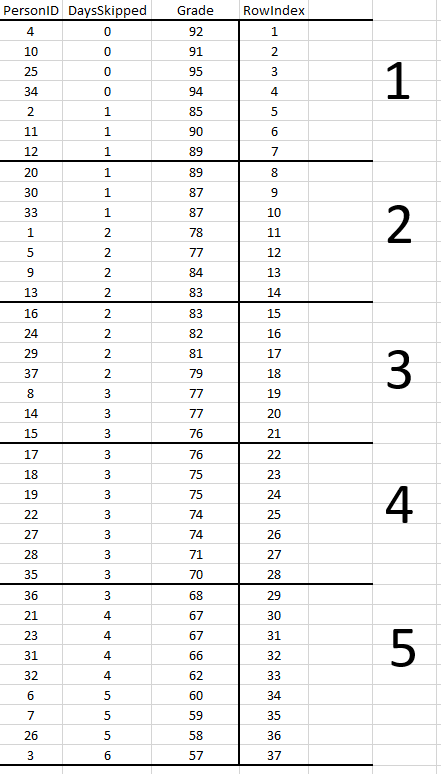 PersonID DaysSkipped Grade RowIndex
4 0 92 1
10 0 91 2
25 0 95 3
34 0 94 4
1
2 1 85 5
11 1 90 6
12 1 89 7
20 1 89 8
30 1 87 9
33 1 87 10
2
1 2 78 11
5 2 77 12
9 2 84 13
13 2 83 14
16 2 83 15
24 2 82 16
29 2 81 17
37 2 79 18
3
8 3 77 19
14 3 77 20
15 3 76 21
17 3 76 22
18 3 75 23
19 3 75 24
4
22 3 74 25
27 3 74 26
28 3 71 27
35 3 70 28
36 3 68 29
21 4 67 30
23 4 67 31
5
31 4 66 32
32 4 62 33
6 5 60 34
7 5 59 35
26 5 58 36
3 6 57 37